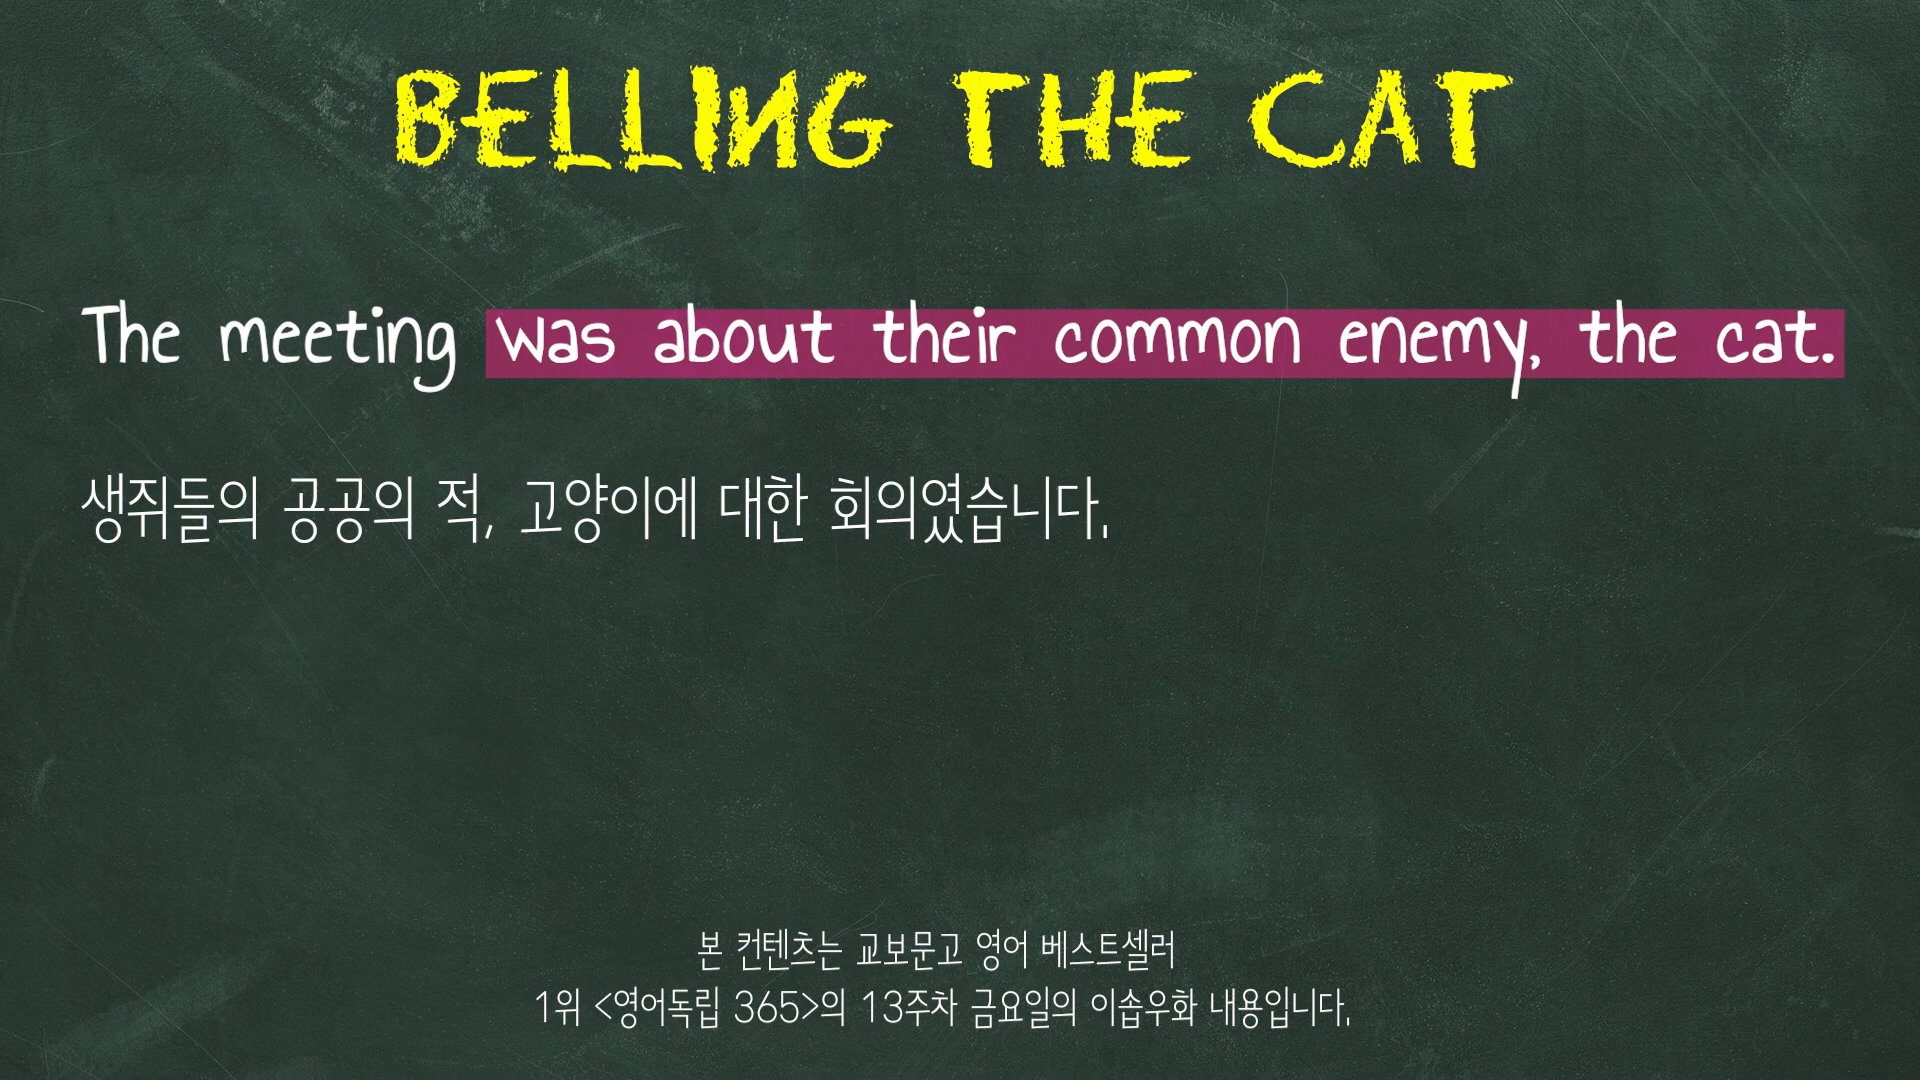 BELLING THE CAT
The meeting was about their common enemy, the cat.
생쥐들의 공공의 적, 고양이에 대한 회의였습니다.
본 컨텐츠는 교보문고 영어 베스트셀러
1위 <영어독립 365>의 13주차 금요일의 이솝우화 내용입니다.